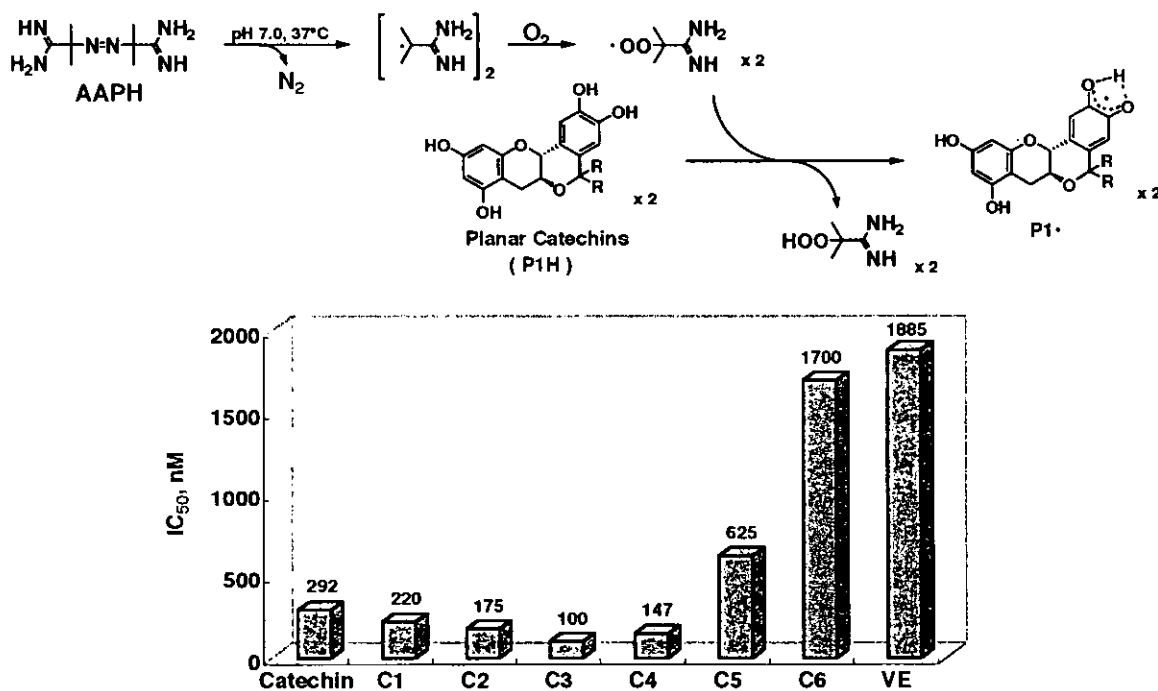 HN
NH₂
N=N
H₂N
NH
AAPH
pH 7.0, 37°C
N₂
NH₂
NH
2
O₂
·OO
NH₂
NH
x 2
OH
OH
HO
O
O
R
R
OH
x 2
Planar Catechins
( P1H )
HOO
NH₂
NH
x 2
H
O
O
HO
O
O
R
R
OH
x 2
P1·
IC₅₀, nM
2000
1500
1000
500
0
292
220
175
100
147
625
1700
1885
Catechin C1 C2 C3 C4 C5 C6 VE